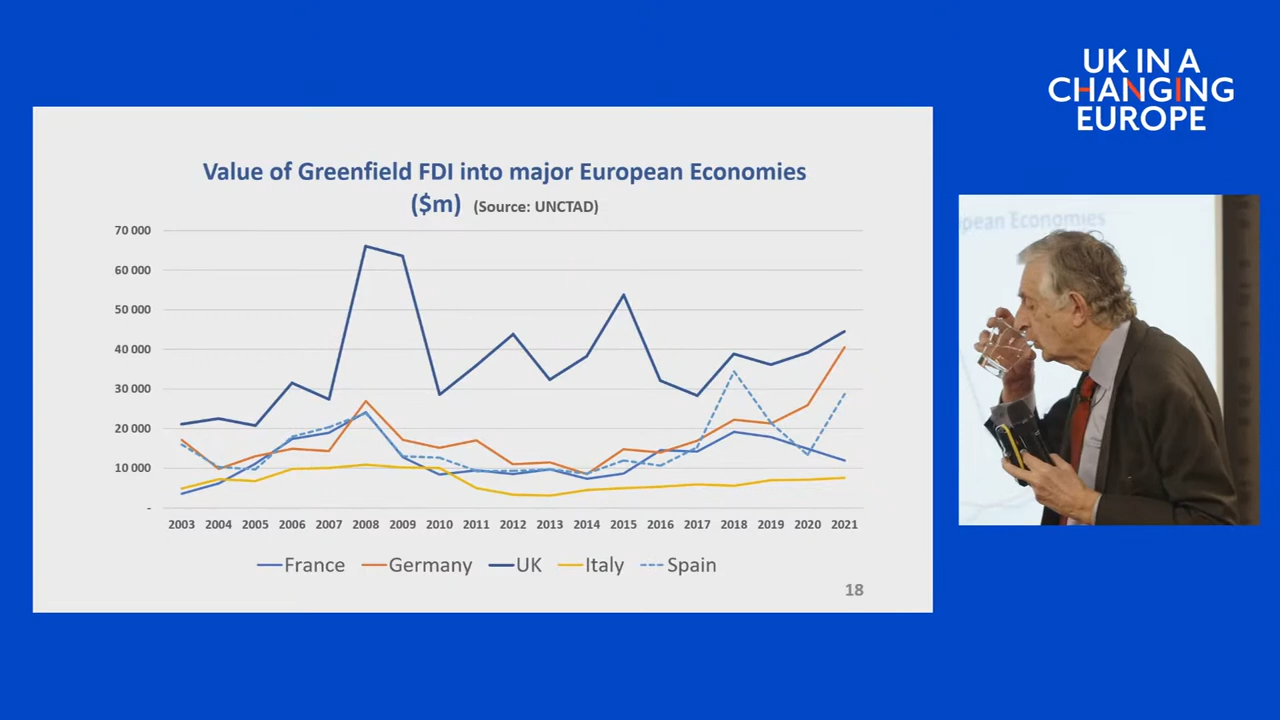 UK IN A
CHANGING
EUROPE
Value of Greenfield FDI into major European Economies
($m) (Source: UNCTAD)
70 000
60 000
50 000
40 000
30 000
20 000
10 000
-
2003 2004 2005 2006 2007 2008 2009 2010 2011 2012 2013 2014 2015 2016 2017 2018 2019 2020 2021
France Germany UK Italy Spain
18
pean Economies